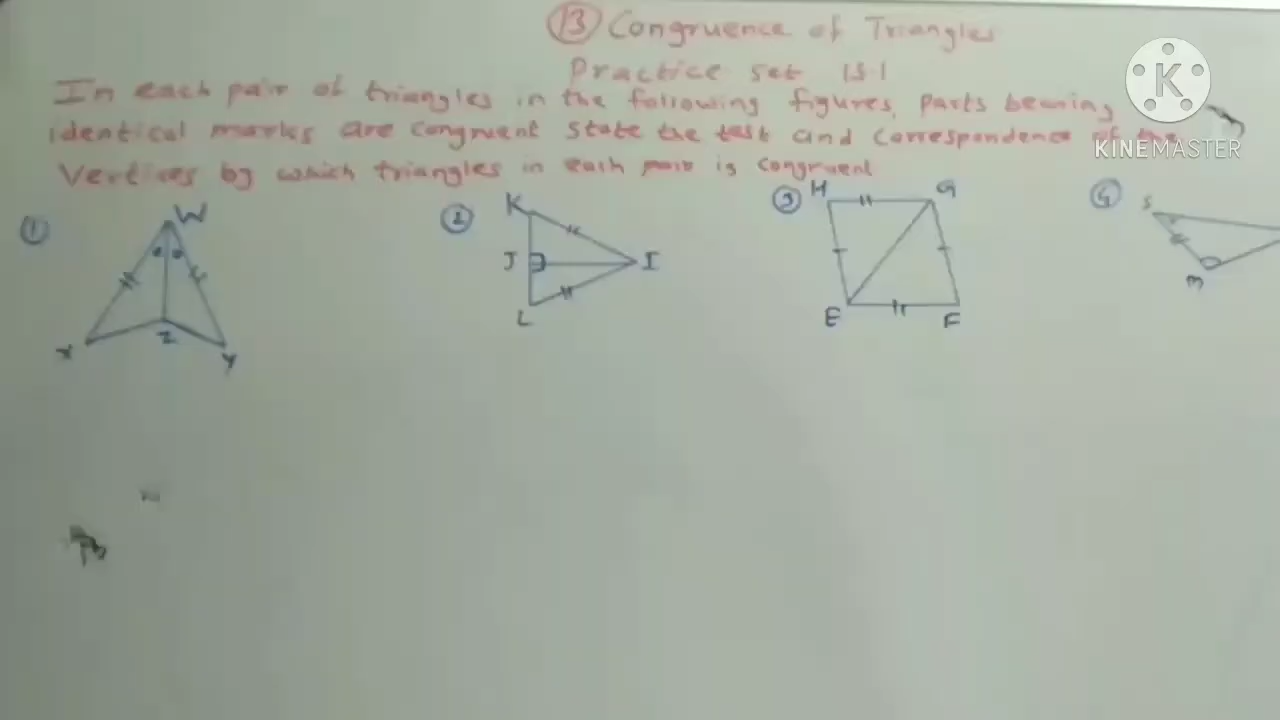 13 Congruence of Triangles
Practice set 13.1
In each pair of triangles in the following figures, parts bearing
identical marks are congruent state the test and correspondence of the
vertices by which triangles in each pair is congruent
K
KINEMASTER
1 W X Z Y
2 K J I L
3 H G E F
4 S M